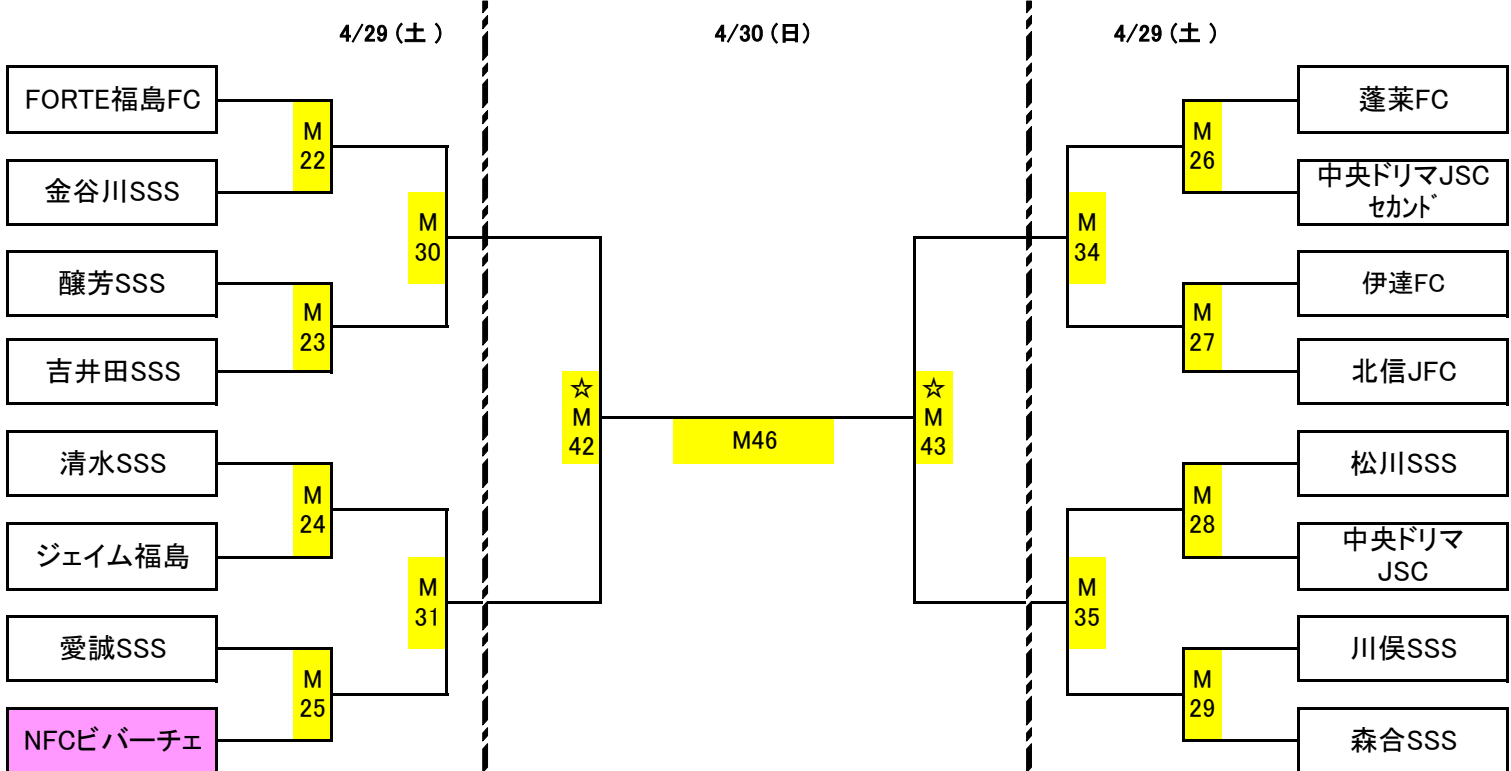 4/29 (土 )
4/30 (日)
4/29 (土 )
FORTE福島FC
金谷川SSS
醸芳SSS
吉井田SSS
清水SSS
ジェイム福島
愛誠SSS
NFCビバーチェ
M
22
M
23
M
24
M
25
M
30
M
31
☆
M
42
M46
☆
M
43
M
34
M
35
M
26
M
27
M
28
M
29
蓬莱FC
中央ドリマJSC
ｾｶﾝﾄﾞ
伊達FC
北信JFC
松川SSS
中央ドリマ
JSC
川俣SSS
森合SSS